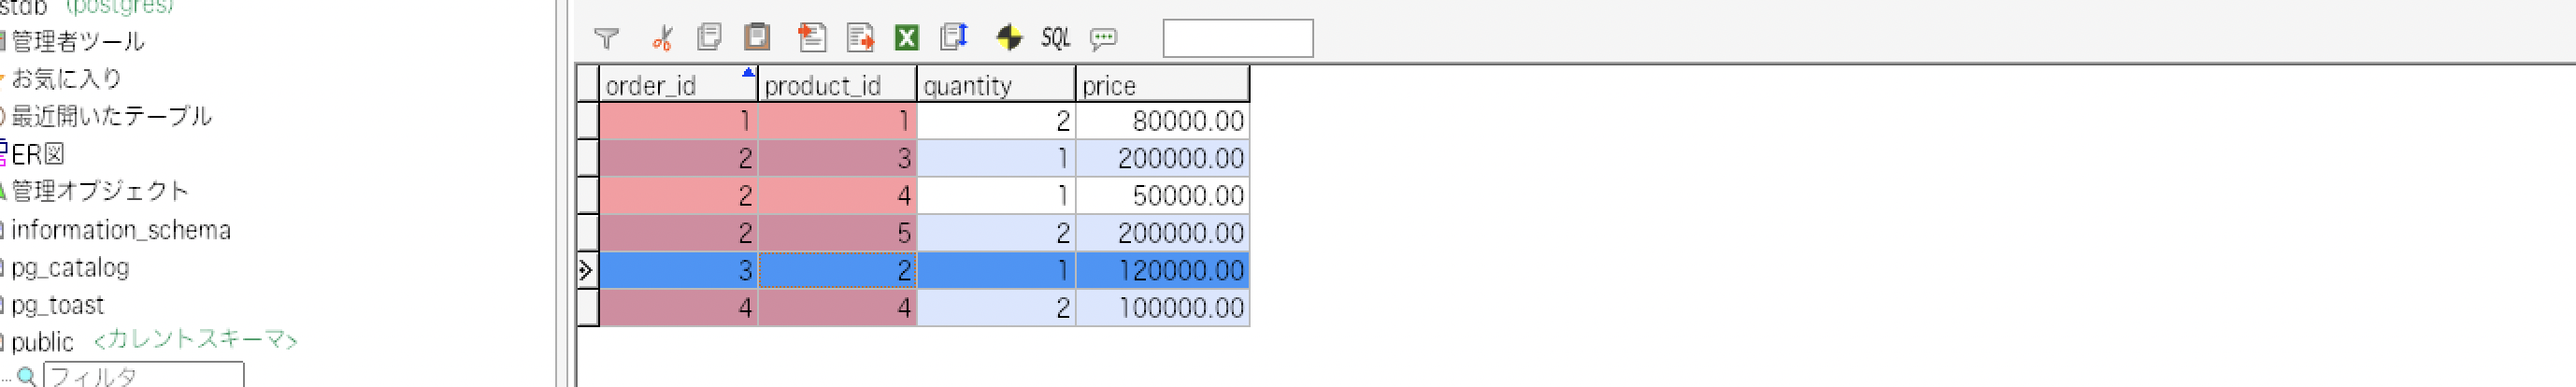 stdb (postgres)
管理者ツール
お気に入り
最近開いたテーブル
ER図
管理オブジェクト
information_schema
pg_catalog
pg_toast
public <カレントスキーマ>
フィルタ
SQL
order_id product_id quantity price
1 1 2 80000.00
2 3 1 200000.00
2 4 1 50000.00
2 5 2 200000.00
3 2 1 120000.00
4 4 2 100000.00